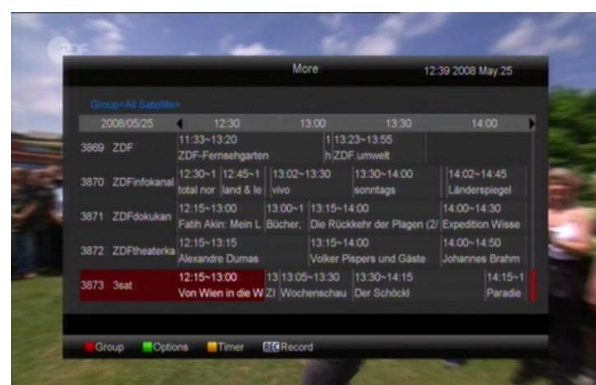 ZDF
More
12:39 2008 May.25
Group<All Satellite>
2008/05/25 12:30 13:00 13:30 14:00
3869 ZDF 11:33~13:20 1 13:23~13:55
ZDF-Fernsehgarten h ZDF.umwelt
3870 ZDFinfokanal 12:30~1 12:45~1 13:02~13:30 13:30~14:00 14:02~14:45
total nor land & le vivo sonntags Länderspiegel
3871 ZDFdokukan 12:15~13:00 13:00~1 13:15~14:00 14:00~14:30
Fatih Akin: Mein L Bücher, Die Rückkehr der Plagen (2/ Expedition Wisse
3872 ZDFtheaterka 12:15~13:15 13:15~14:00 14:00~14:50
Alexandre Dumas Volker Pispers und Gäste Johannes Brahm
3873 3sat 12:15~13:00 13 13:05~13:30 13:30~14:15 14:15~1
Von Wien in die W ZI Wochenschau Der Schöckl Paradie
Group Options Timer REC Record